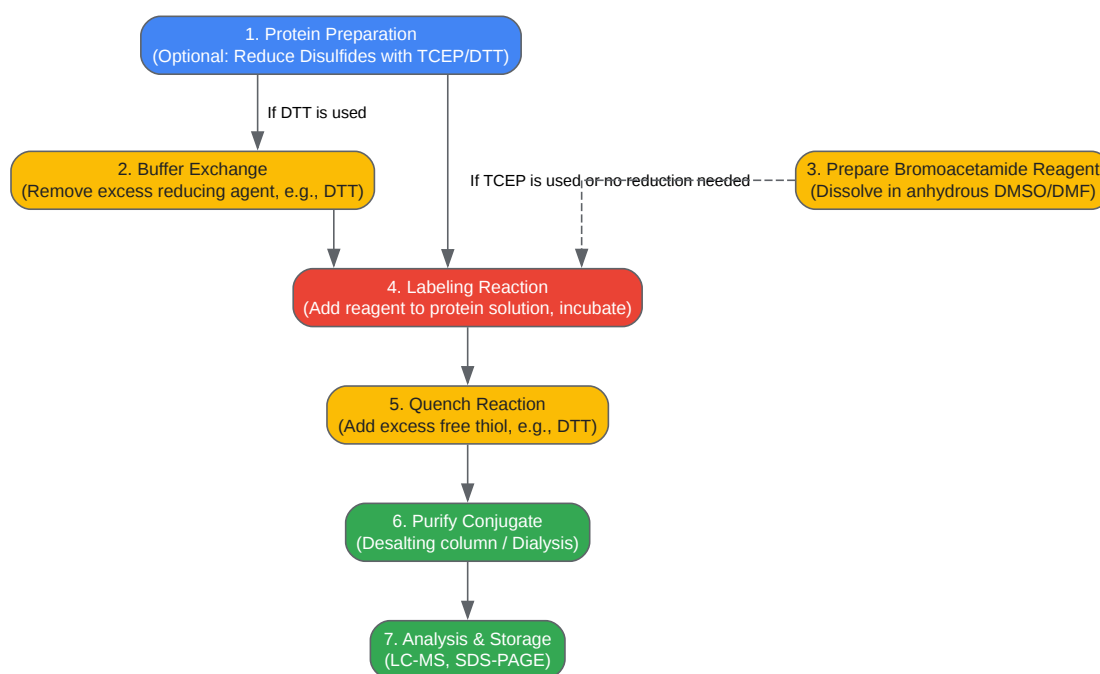 1. Protein Preparation
(Optional: Reduce Disulfides with TCEP/DTT)
If DTT is used
2. Buffer Exchange
(Remove excess reducing agent, e.g., DTT)
If TCEP is used or no reduction needed
3. Prepare Bromoacetamide Reagent
(Dissolve in anhydrous DMSO/DMF)
4. Labeling Reaction
(Add reagent to protein solution, incubate)
5. Quench Reaction
(Add excess free thiol, e.g., DTT)
6. Purify Conjugate
(Desalting column / Dialysis)
7. Analysis & Storage
(LC-MS, SDS-PAGE)